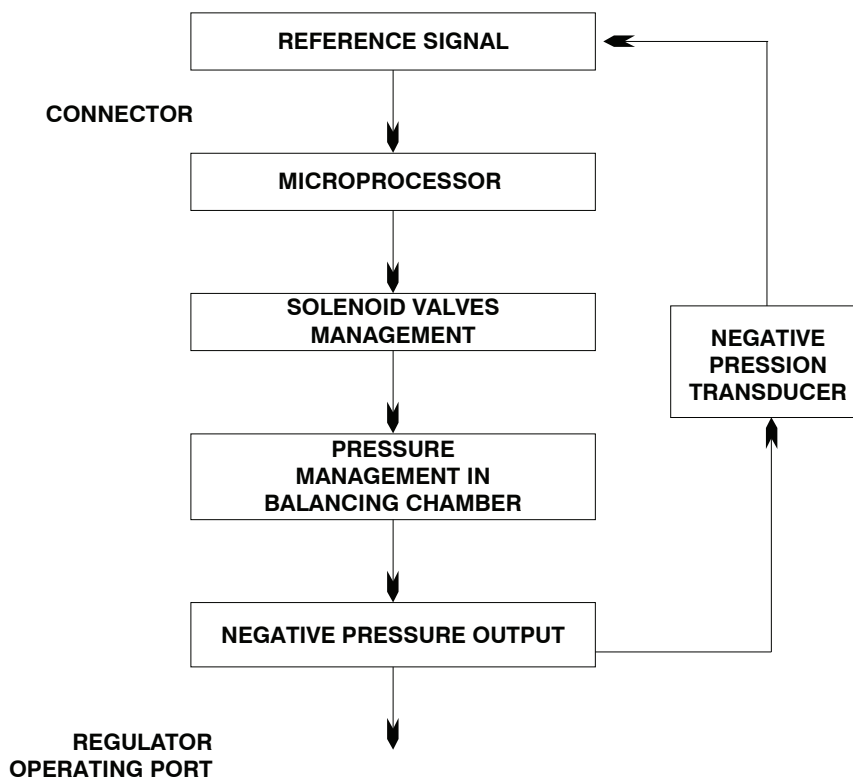 REFERENCE SIGNAL
CONNECTOR
MICROPROCESSOR
SOLENOID VALVES
MANAGEMENT
NEGATIVE
PRESSION
TRANSDUCER
PRESSURE
MANAGEMENT IN
BALANCING CHAMBER
NEGATIVE PRESSURE OUTPUT
REGULATOR
OPERATING PORT